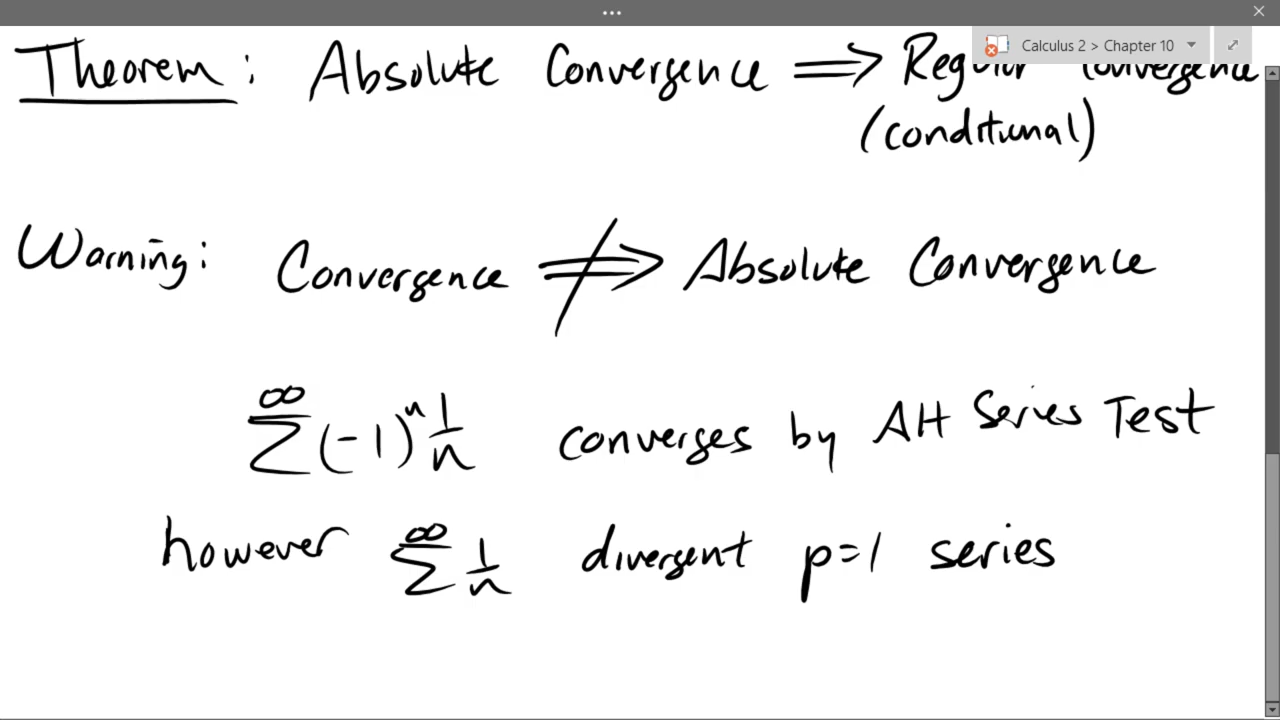 Calculus 2 > Chapter 10
Theorem: Absolute Convergence ⟹ Regular Convergence
(conditional)
Warning: Convergence ⇏ Absolute Convergence
∞
∑ (-1)ⁿ 1/n converges by Alt Series Test
however ∞
∑ 1/n divergent p=1 series